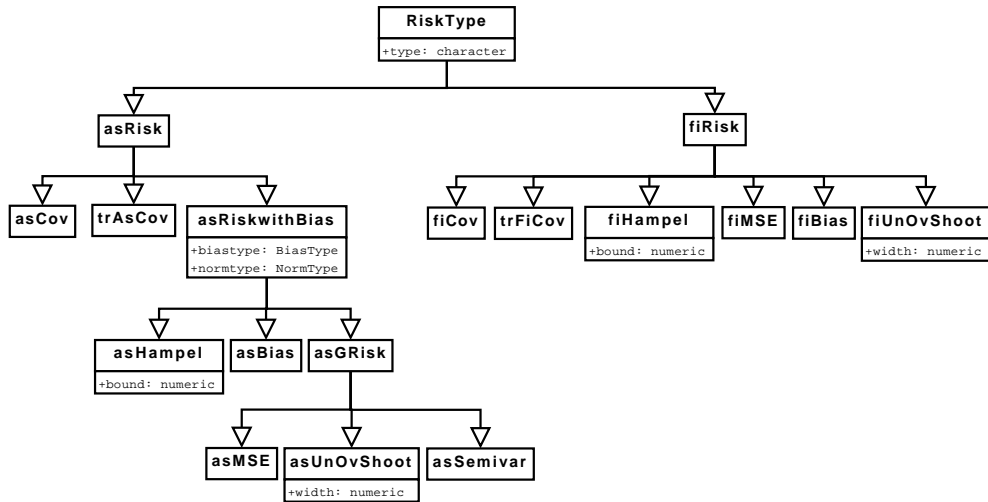 RiskType
+type: character
asRisk
fiRisk
asCov
trAsCov
asRiskwithBias
+biastype: BiasType
+normtype: NormType
fiCov
trFiCov
fiHampel
+bound: numeric
fiMSE
fiBias
fiUnOvShoot
+width: numeric
asHampel
+bound: numeric
asBias
asGRisk
asMSE
asUnOvShoot
+width: numeric
asSemivar